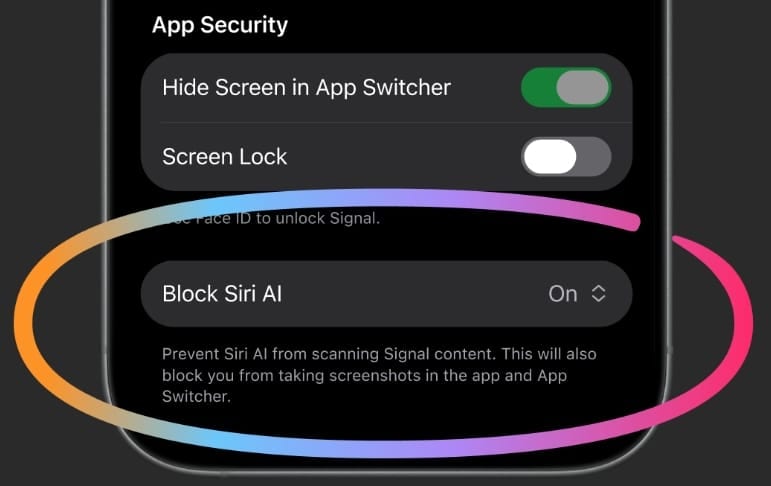 App Security
Hide Screen in App Switcher
Screen Lock
Use Face ID to unlock Signal.
Block Siri AI
On
Prevent Siri AI from scanning Signal content. This will also
block you from taking screenshots in the app and App
Switcher.